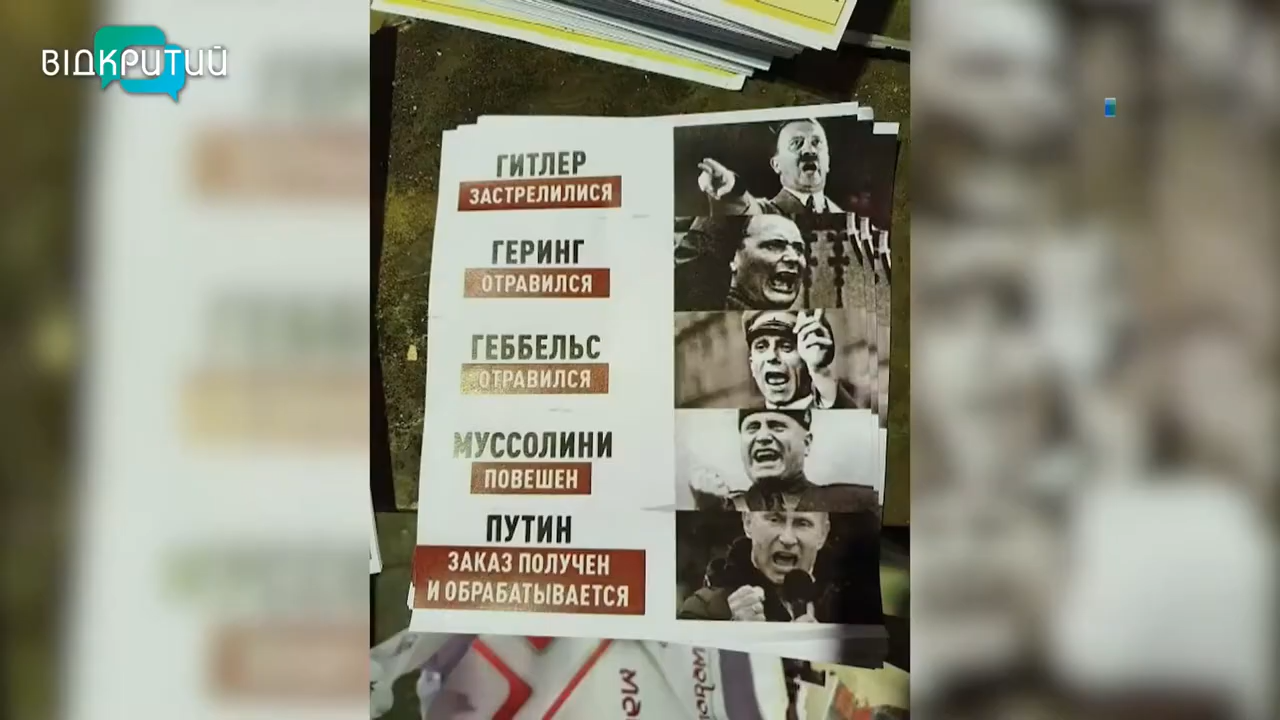 ВІДКРИТИЙ
ГИТЛЕР
ЗАСТРЕЛИЛИСЯ
ГЕРИНГ
ОТРАВИЛСЯ
ГЕББЕЛЬС
ОТРАВИЛСЯ
МУССОЛИНИ
ПОВЕШЕН
ПУТИН
ЗАКАЗ ПОЛУЧЕН
И ОБРАБАТЫВАЕТСЯ